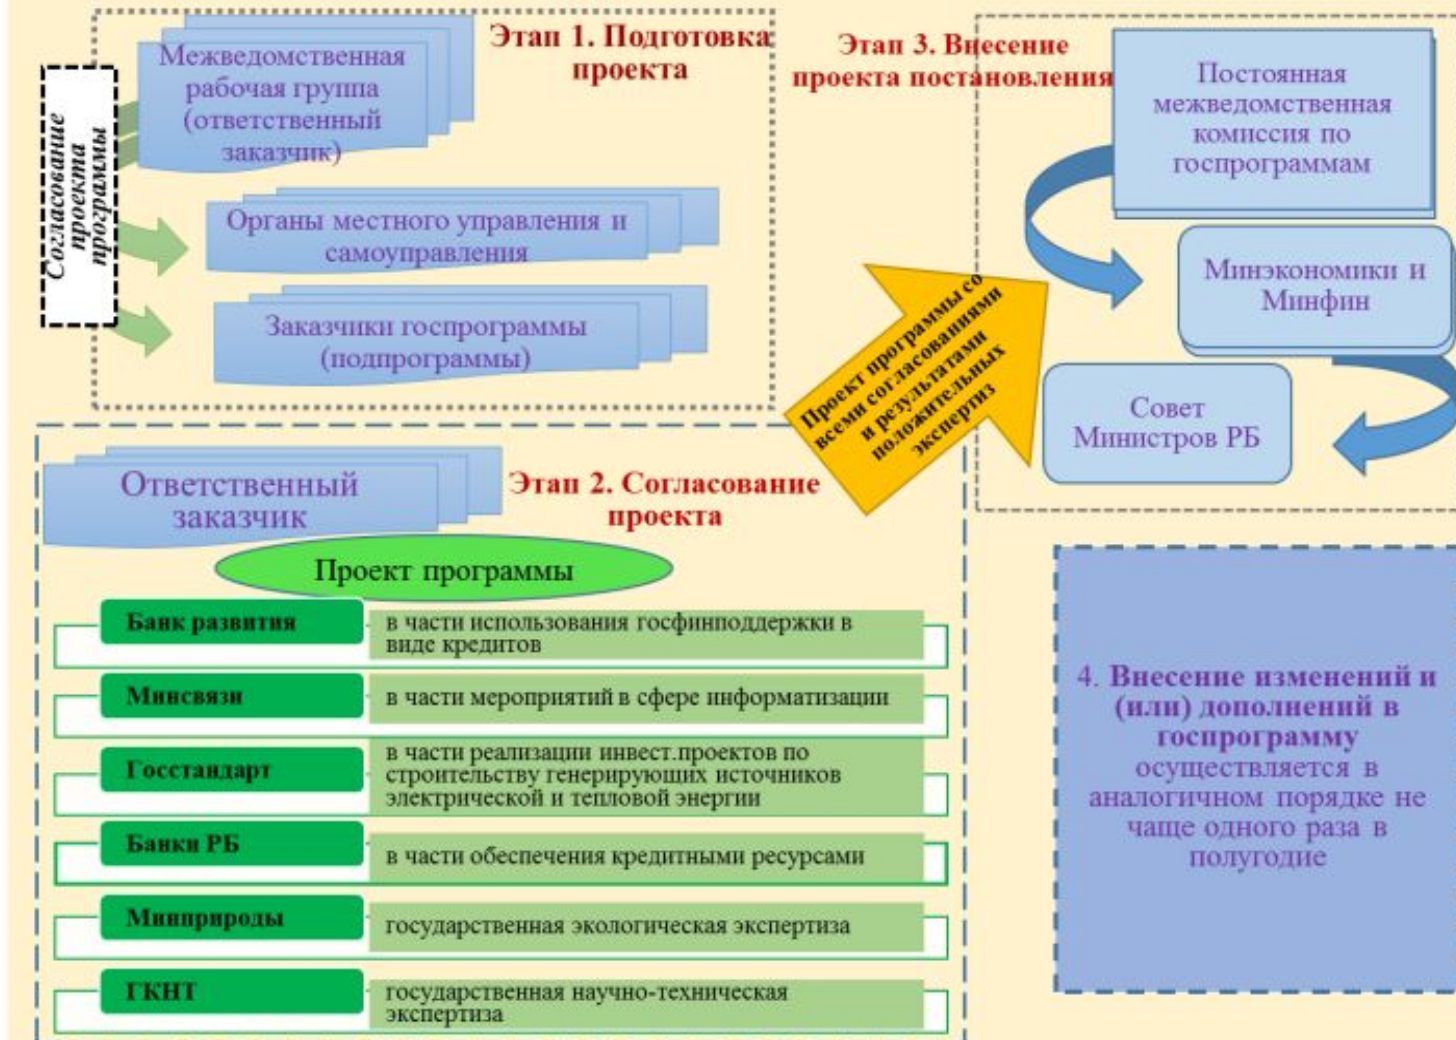 Этап 1. Подготовка
проекта
Согласование
проекта
программы
Межведомственная
рабочая группа
(ответственный
заказчик)
Органы местного управления и
самоуправления
Заказчики госпрограммы
(подпрограммы)
Этап 2. Согласование
проекта
Ответственный
заказчик
Проект программы
Банк развития
в части использования госфинподдержки в
виде кредитов
Минсвязи
в части мероприятий в сфере информатизации
Госстандарт
в части реализации инвест.проектов по
строительству генерирующих источников
электрической и тепловой энергии
Банки РБ
в части обеспечения кредитными ресурсами
Минприроды
государственная экологическая экспертиза
ГКНТ
государственная научно-техническая
экспертиза
Проект программы со
всеми согласованиями
и результатами
положительных
экспертиз
Этап 3. Внесение
проекта постановления
Постоянная
межведомственная
комиссия по
госпрограммам
Минэкономики и
Минфин
Совет
Министров РБ
4. Внесение изменений и
(или) дополнений в
госпрограмму
осуществляется в
аналогичном порядке не
чаще одного раза в
полугодие